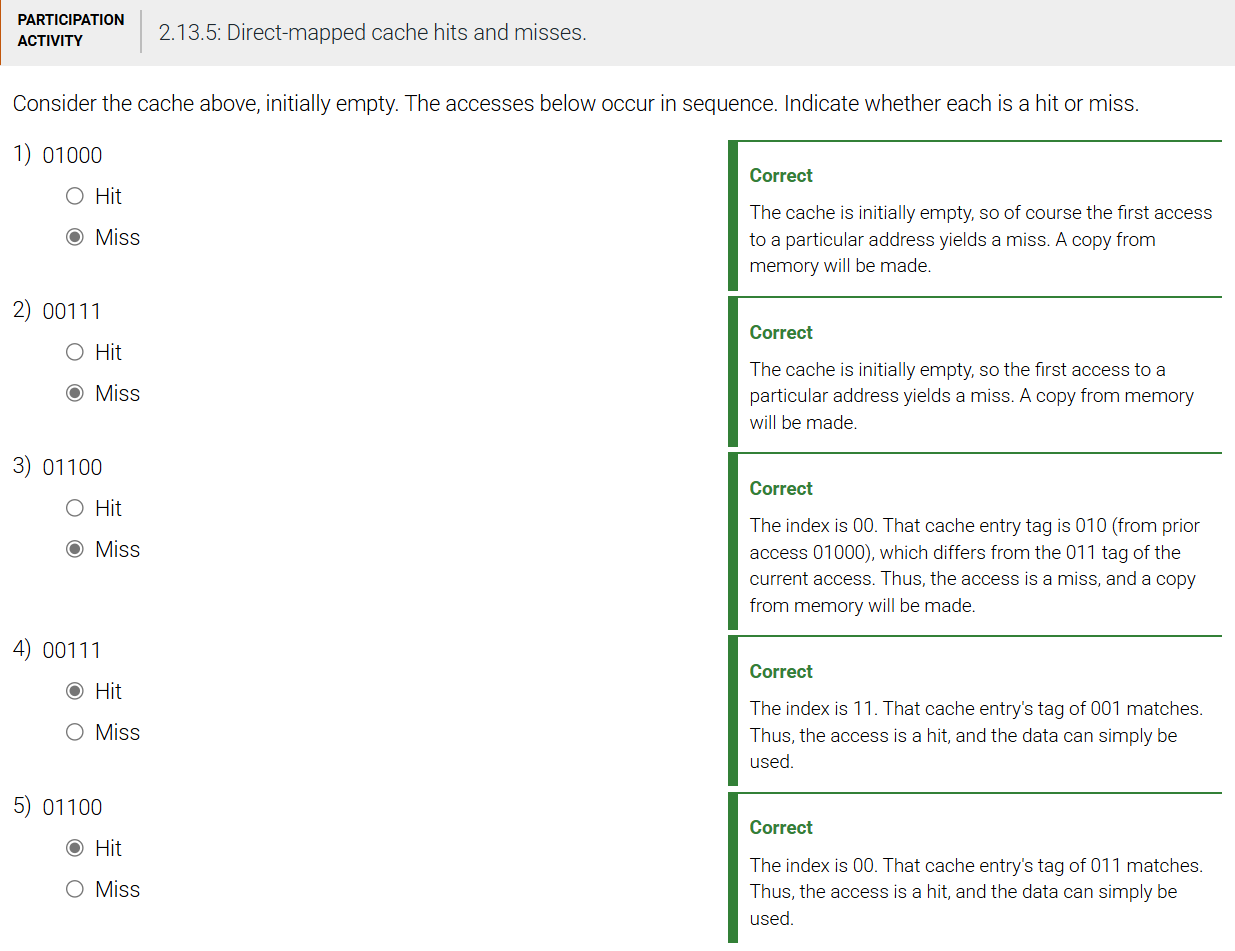 PARTICIPATION
ACTIVITY
2.13.5: Direct-mapped cache hits and misses.
Consider the cache above, initially empty. The accesses below occur in sequence. Indicate whether each is a hit or miss.
1) 01000
Hit
Miss
Correct
The cache is initially empty, so of course the first access
to a particular address yields a miss. A copy from
memory will be made.
2) 00111
Hit
Miss
Correct
The cache is initially empty, so the first access to a
particular address yields a miss. A copy from memory
will be made.
3) 01100
Hit
Miss
Correct
The index is 00. That cache entry tag is 010 (from prior
access 01000), which differs from the 011 tag of the
current access. Thus, the access is a miss, and a copy
from memory will be made.
4) 00111
Hit
Miss
Correct
The index is 11. That cache entry's tag of 001 matches.
Thus, the access is a hit, and the data can simply be
used.
5) 01100
Hit
Miss
Correct
The index is 00. That cache entry's tag of 011 matches.
Thus, the access is a hit, and the data can simply be
used.